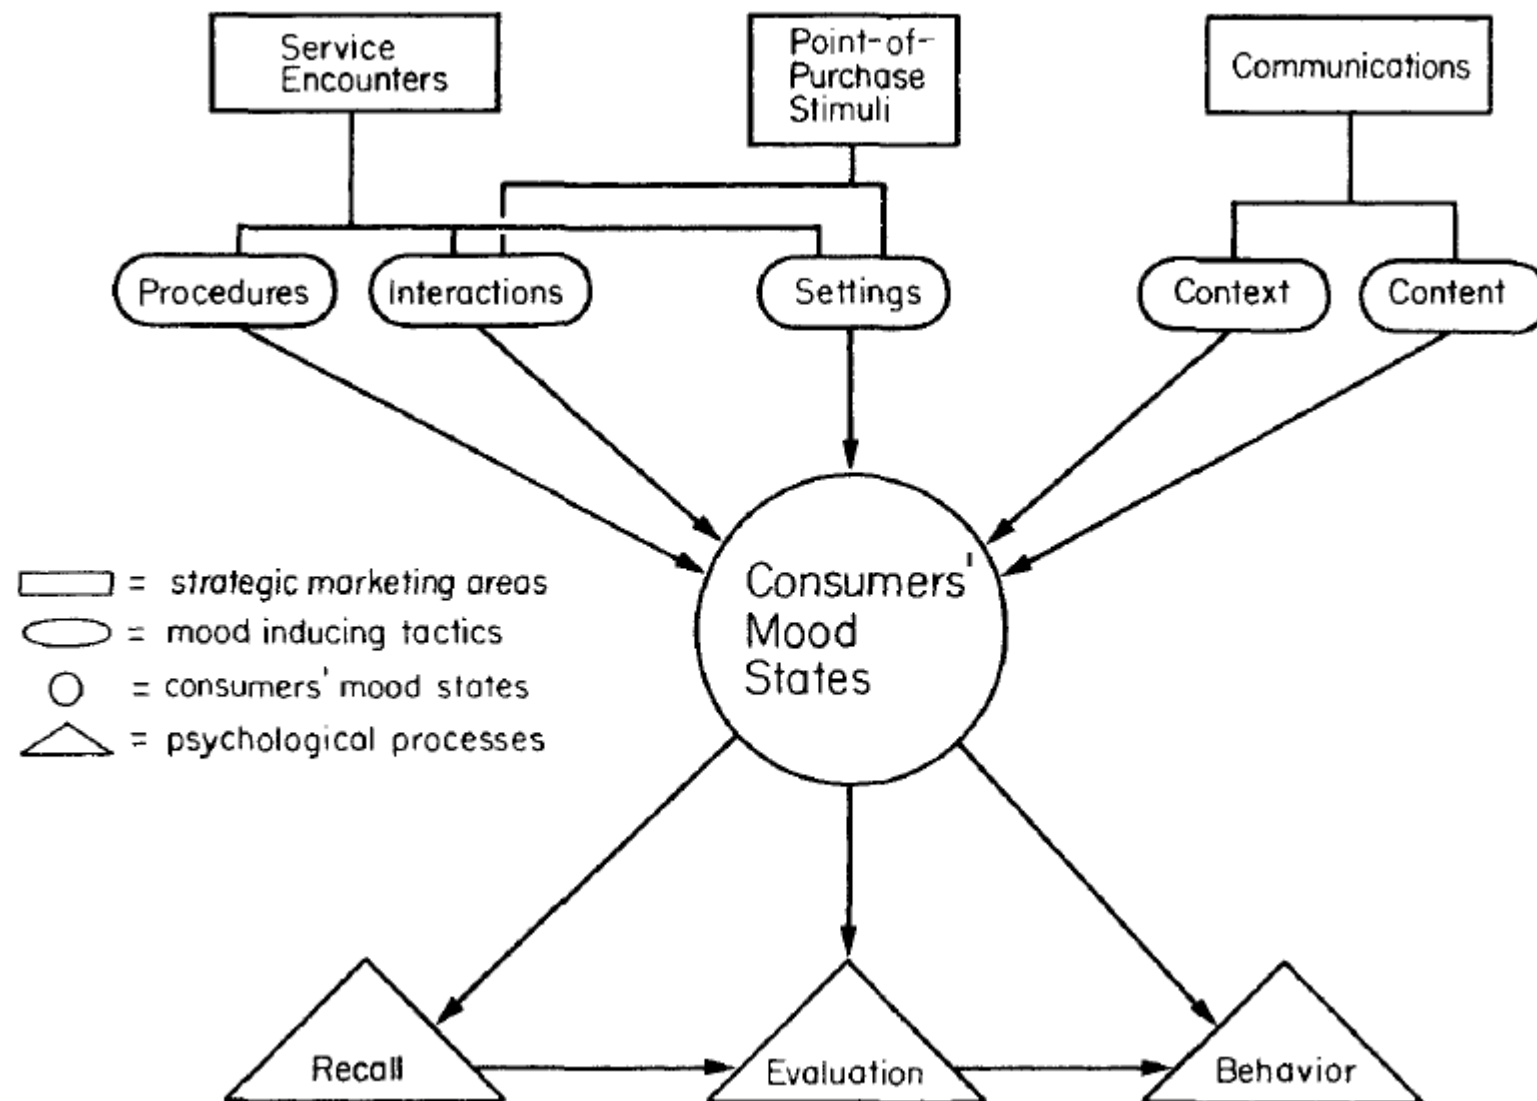 Service
Encounters
Point-of-
Purchase
Stimuli
Communications
Procedures
Interactions
Settings
Context
Content
Consumers'
Mood
States
= strategic marketing areas
= mood inducing tactics
= consumers' mood states
= psychological processes
Recall
Evaluation
Behavior